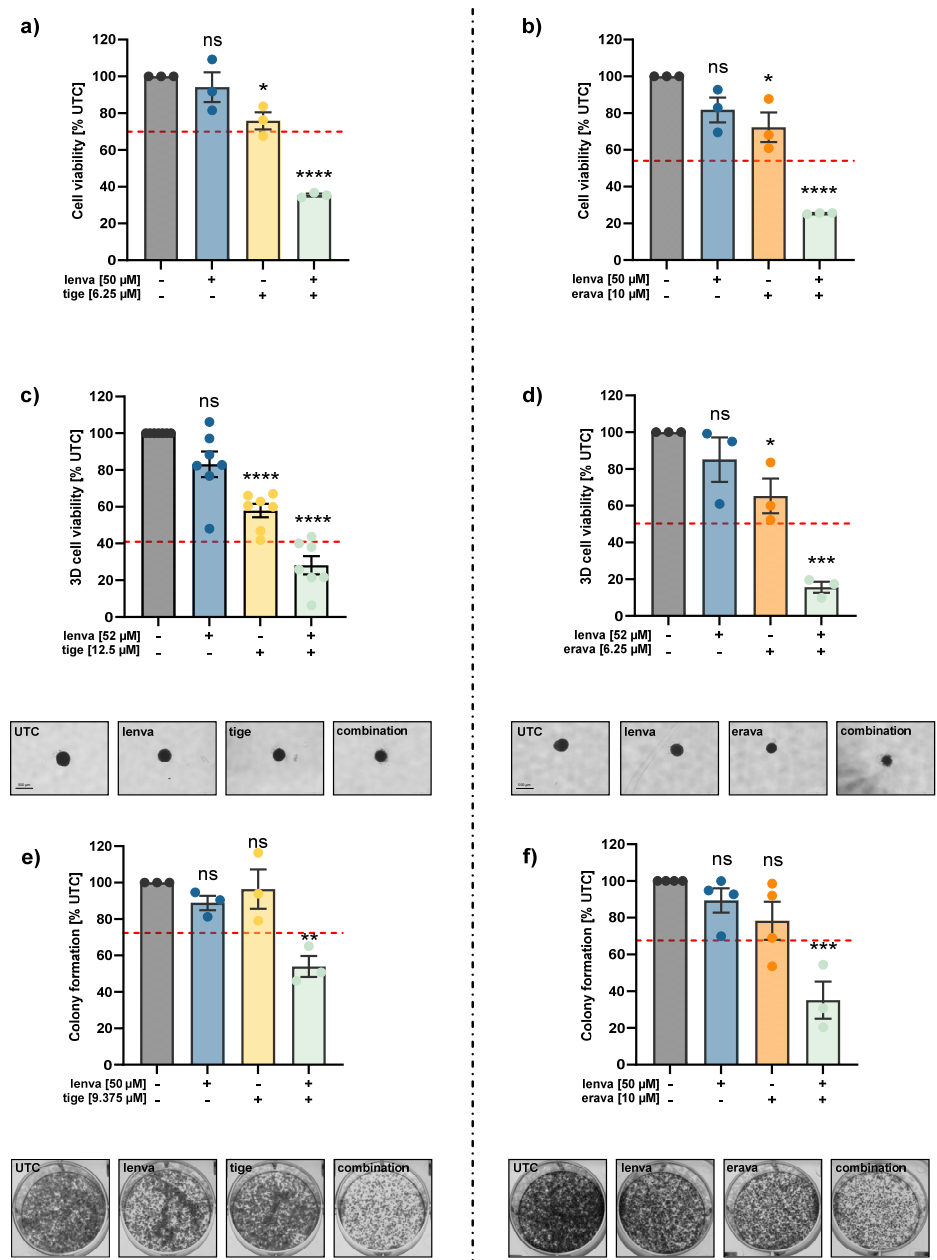 a)
Cell viability [% UTC]
120
100
80
60
40
20
0
ns
*
****
lenva [50 µM] - + - +
tige [6.25 µM] - - + +
b)
Cell viability [% UTC]
120
100
80
60
40
20
0
ns
*
****
lenva [50 µM] - + - +
erava [10 µM] - - + +
c)
3D cell viability [% UTC]
120
100
80
60
40
20
0
ns
****
****
lenva [52 µM] - + - +
tige [12.5 µM] - - + +
d)
3D cell viability [% UTC]
120
100
80
60
40
20
0
ns
*
***
lenva [52 µM] - + - +
erava [6.25 µM] - - + +
UTC lenva tige combination
UTC lenva erava combination
e)
Colony formation [% UTC]
120
100
80
60
40
20
0
ns
ns
**
lenva [50 µM] - + - +
tige [9.375 µM] - - + +
f)
Colony formation [% UTC]
120
100
80
60
40
20
0
ns
ns
***
lenva [50 µM] - + - +
erava [10 µM] - - + +
UTC lenva tige combination
UTC lenva erava combination